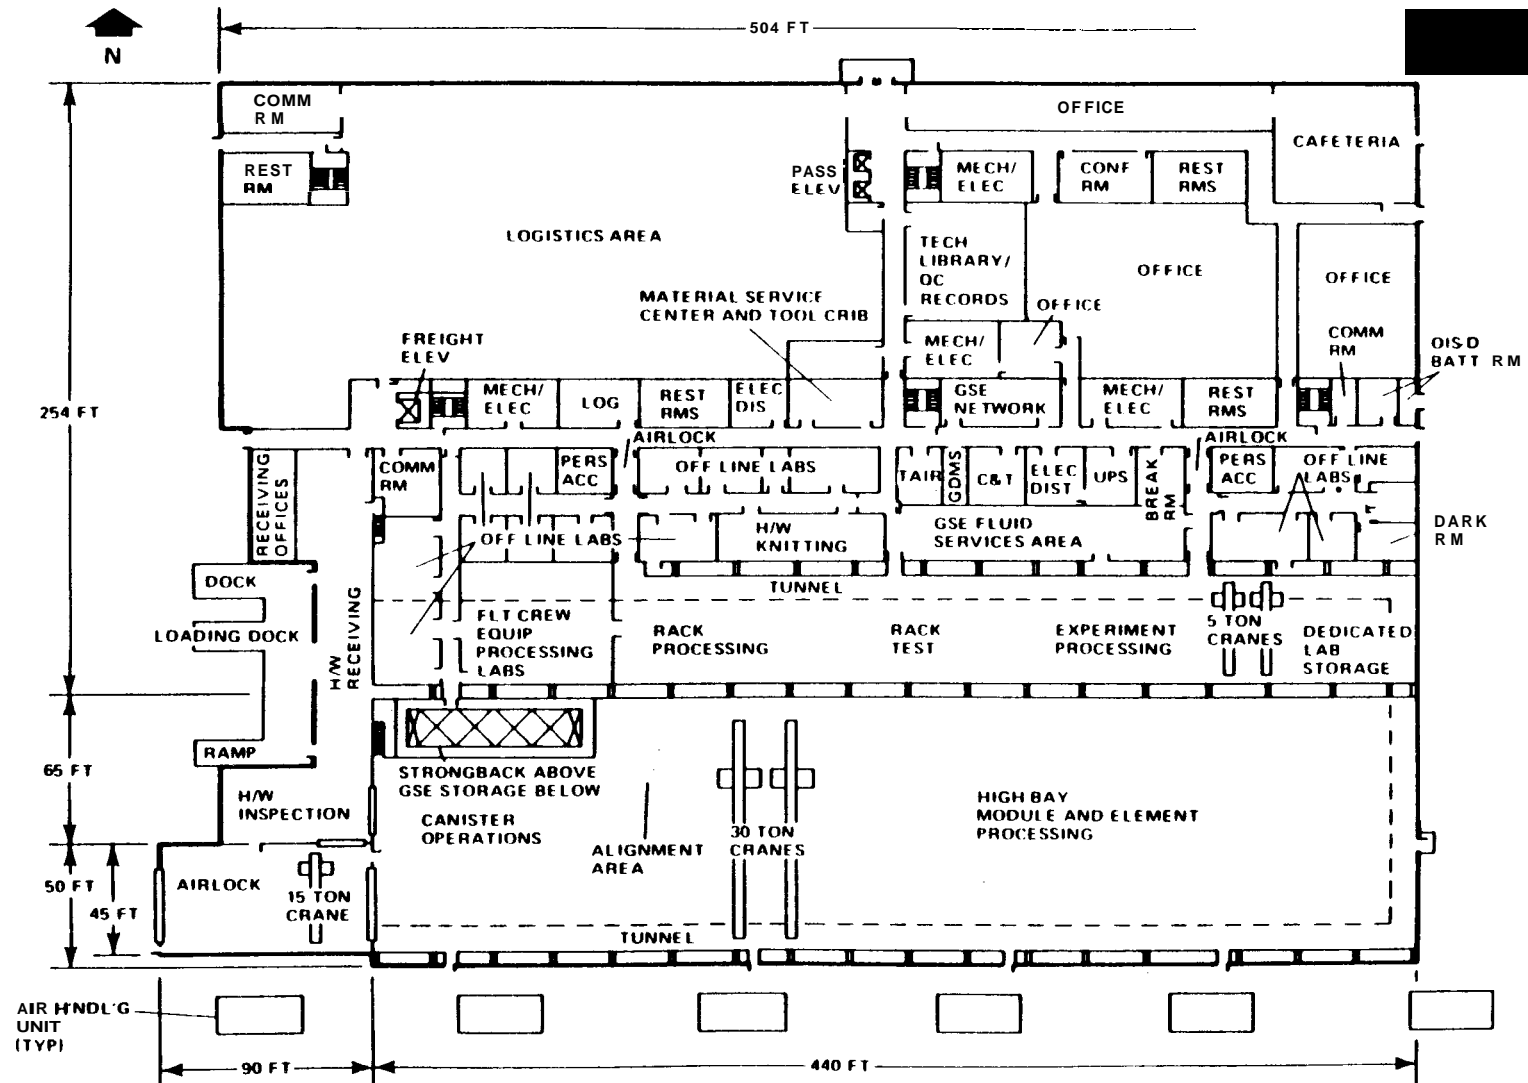 504 FT
N
COMM
RM
OFFICE
CAFETERIA
REST
RM
PASS
ELEV
MECH/
ELEC
CONF
RM
REST
RMS
LOGISTICS AREA
TECH
LIBRARY/
QC
RECORDS
OFFICE
OFFICE
MATERIAL SERVICE
CENTER AND TOOL CRIB
OFFICE
FREIGHT
ELEV
MECH/
ELEC
COMM
RM
OISD
BATT RM
254 FT
MECH/
ELEC
LOG
REST
RMS
ELEC
DIS
GSE
NETWORK
MECH/
ELEC
REST
RMS
AIRLOCK
AIRLOCK
RECEIVING
OFFICES
COMM
RM
PERS
ACC
OFF LINE LABS
TAIR
GDMS
C&T
ELEC
DIST
UPS
BREAK
RM
PERS
ACC
OFF LINE
LABS
OFF LINE LABS
H/W
KNITTING
GSE FLUID
SERVICES AREA
DARK
RM
DOCK
TUNNEL
LOADING DOCK
H/W
RECEIVING
FLT CREW
EQUIP
PROCESSING
LABS
RACK
PROCESSING
RACK
TEST
EXPERIMENT
PROCESSING
5 TON
CRANES
DEDICATED
LAB
STORAGE
RAMP
65 FT
STRONGBACK ABOVE
GSE STORAGE BELOW
H/W
INSPECTION
CANISTER
OPERATIONS
30 TON
CRANES
HIGH BAY
MODULE AND ELEMENT
PROCESSING
ALIGNMENT
AREA
50 FT
45 FT
AIRLOCK
15 TON
CRANE
TUNNEL
AIR H'NDL'G
UNIT
(TYP)
90 FT
440 FT